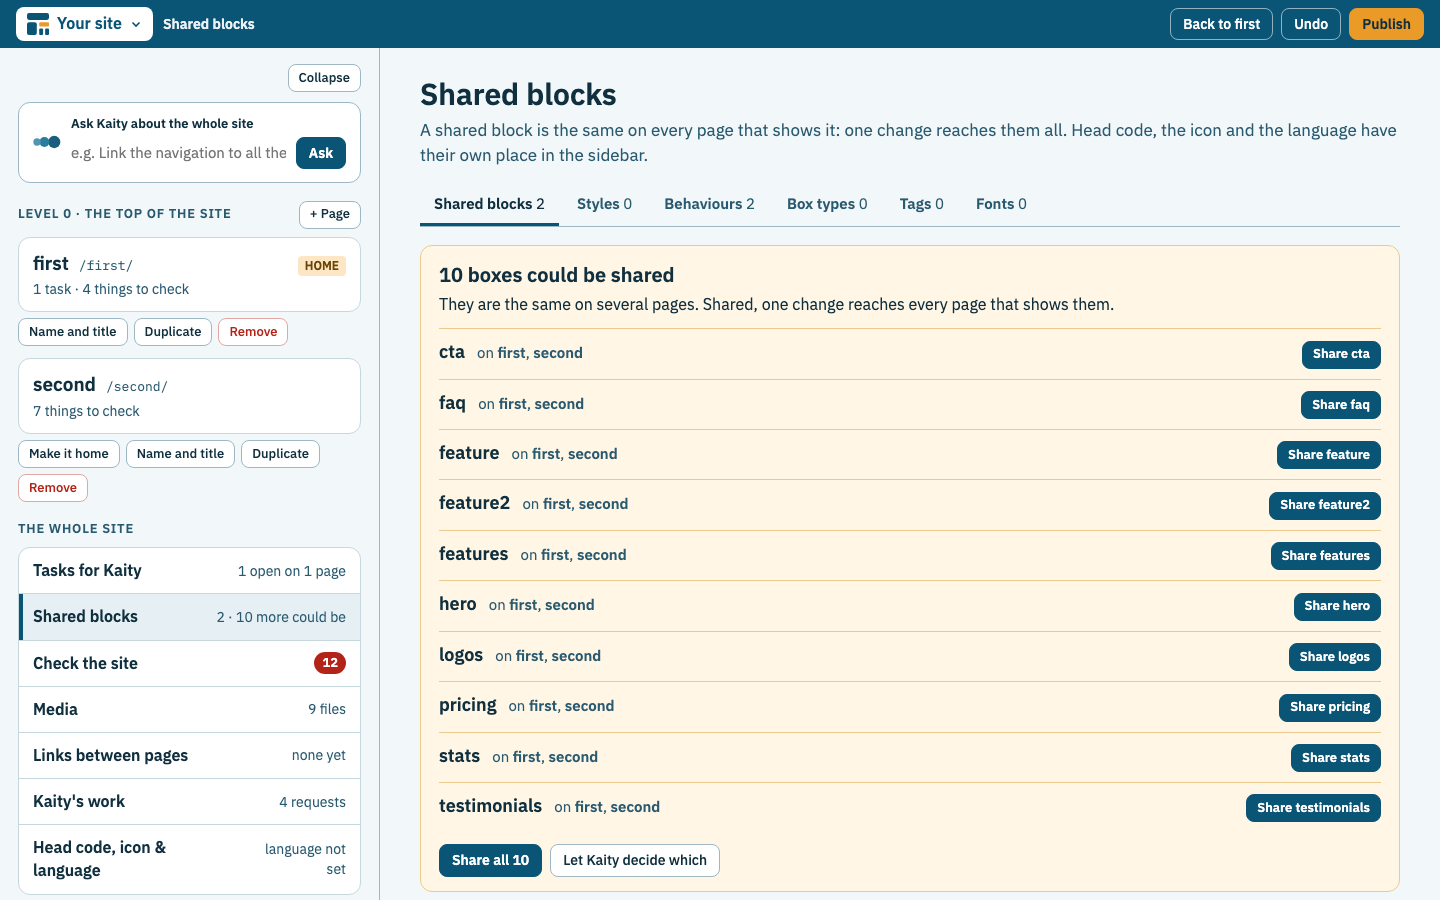 Your site
Shared blocks
Back to first
Undo
Publish
Collapse
Ask Kaity about the whole site
e.g. Link the navigation to all the
Ask
LEVEL 0 · THE TOP OF THE SITE
+ Page
first /first/
HOME
1 task · 4 things to check
Name and title
Duplicate
Remove
second /second/
7 things to check
Make it home
Name and title
Duplicate
Remove
THE WHOLE SITE
Tasks for Kaity 1 open on 1 page
Shared blocks 2 · 10 more could be
Check the site 12
Media 9 files
Links between pages none yet
Kaity's work 4 requests
Head code, icon & language not
language set
Shared blocks
A shared block is the same on every page that shows it: one change reaches them all. Head code, the icon and the language have
their own place in the sidebar.
Shared blocks 2 Styles 0 Behaviours 2 Box types 0 Tags 0 Fonts 0
10 boxes could be shared
They are the same on several pages. Shared, one change reaches every page that shows them.
cta on first, second Share cta
faq on first, second Share faq
feature on first, second Share feature
feature2 on first, second Share feature2
features on first, second Share features
hero on first, second Share hero
logos on first, second Share logos
pricing on first, second Share pricing
stats on first, second Share stats
testimonials on first, second Share testimonials
Share all 10 Let Kaity decide which